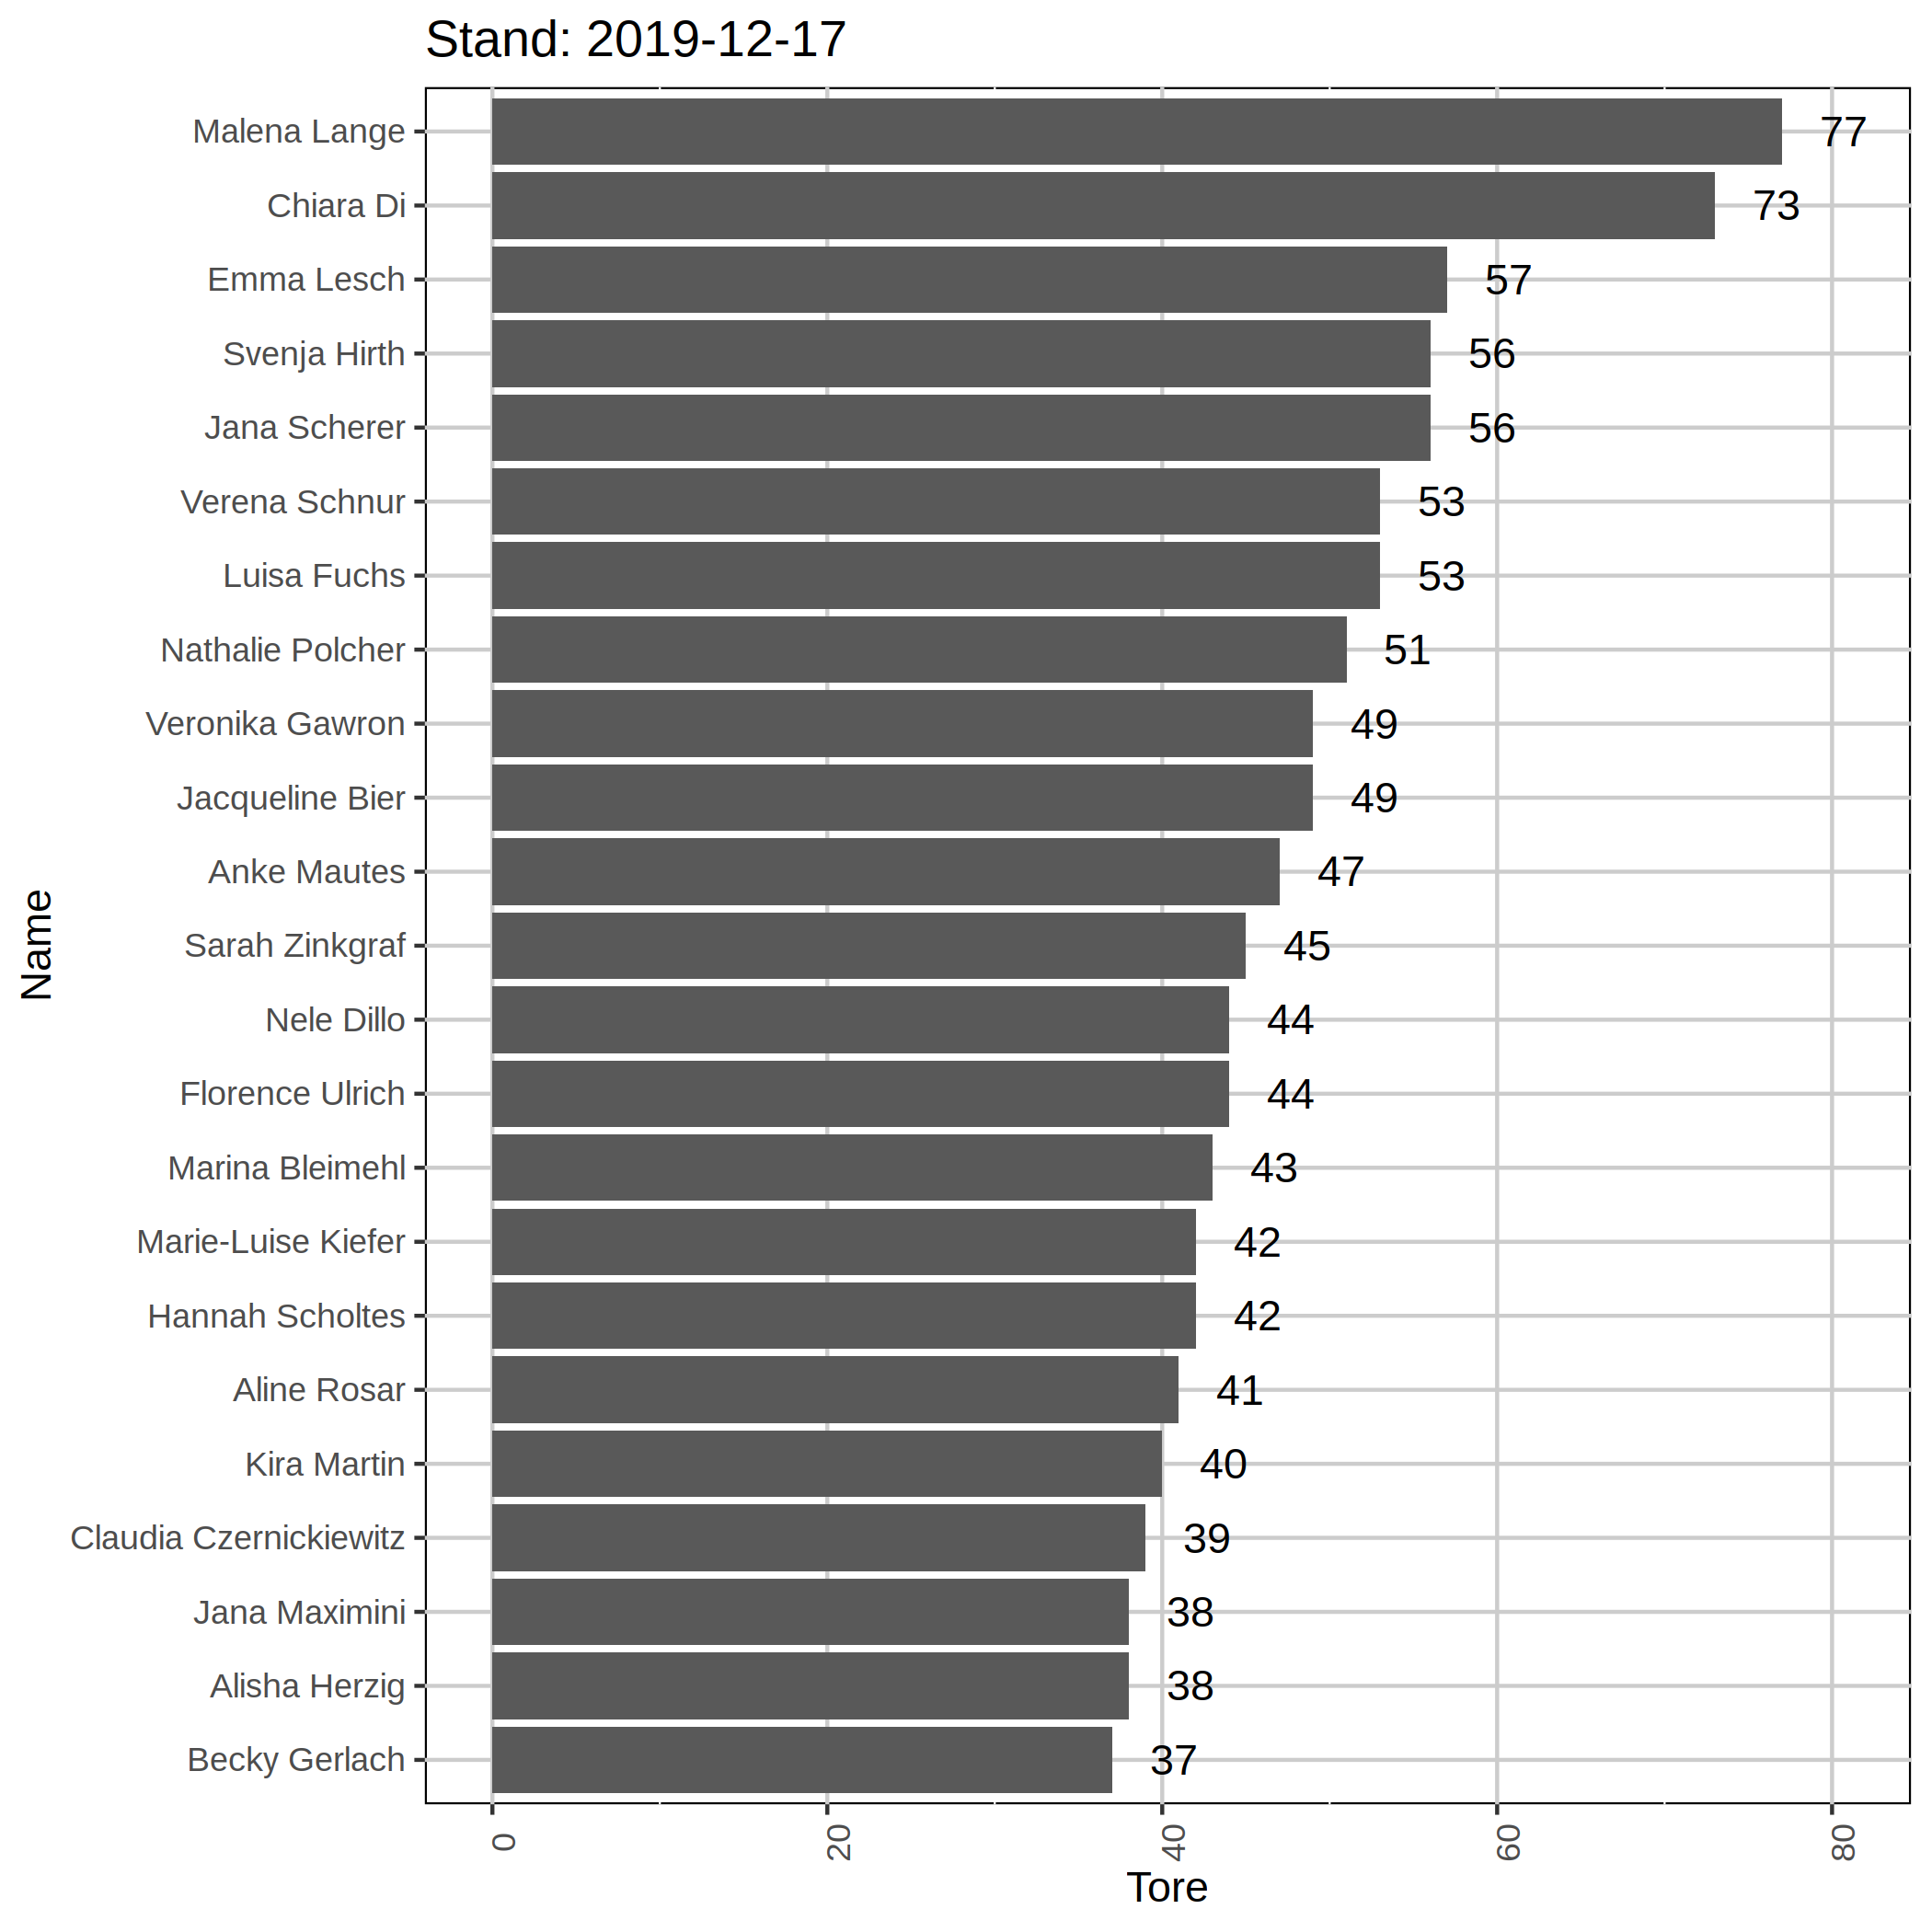 Stand: 2019-12-17
Malena Lange 77
Chiara Di 73
Emma Lesch 57
Svenja Hirth 56
Jana Scherer 56
Verena Schnur 53
Luisa Fuchs 53
Nathalie Polcher 51
Veronika Gawron 49
Jacqueline Bier 49
Anke Mautes 47
Sarah Zinkgraf 45
Nele Dillo 44
Florence Ulrich 44
Marina Bleimehl 43
Marie-Luise Kiefer 42
Hannah Scholtes 42
Aline Rosar 41
Kira Martin 40
Claudia Czernickiewitz 39
Jana Maximini 38
Alisha Herzig 38
Becky Gerlach 37
Name
0 20 40 60 80
Tore